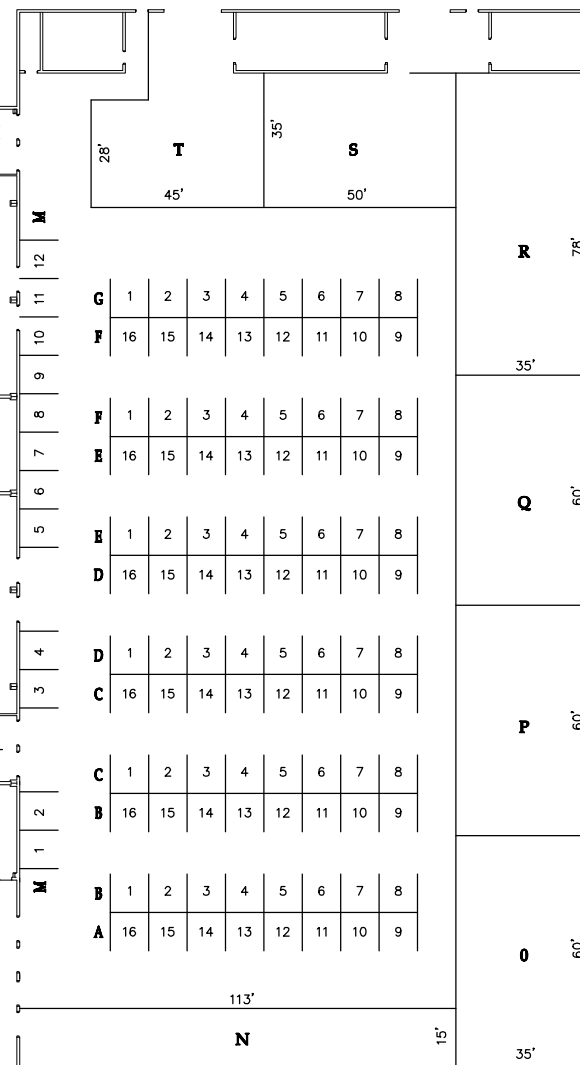 T
S
28'
35'
45'
50'
M
R
78'
35'
12
11
10
9
8
7
6
5
4
3
2
1
M
G 1 2 3 4 5 6 7 8
F 16 15 14 13 12 11 10 9
F 1 2 3 4 5 6 7 8
E 16 15 14 13 12 11 10 9
E 1 2 3 4 5 6 7 8
D 16 15 14 13 12 11 10 9
D 1 2 3 4 5 6 7 8
C 16 15 14 13 12 11 10 9
C 1 2 3 4 5 6 7 8
B 16 15 14 13 12 11 10 9
B 1 2 3 4 5 6 7 8
A 16 15 14 13 12 11 10 9
Q
60'
P
60'
O
60'
35'
113'
N
15'